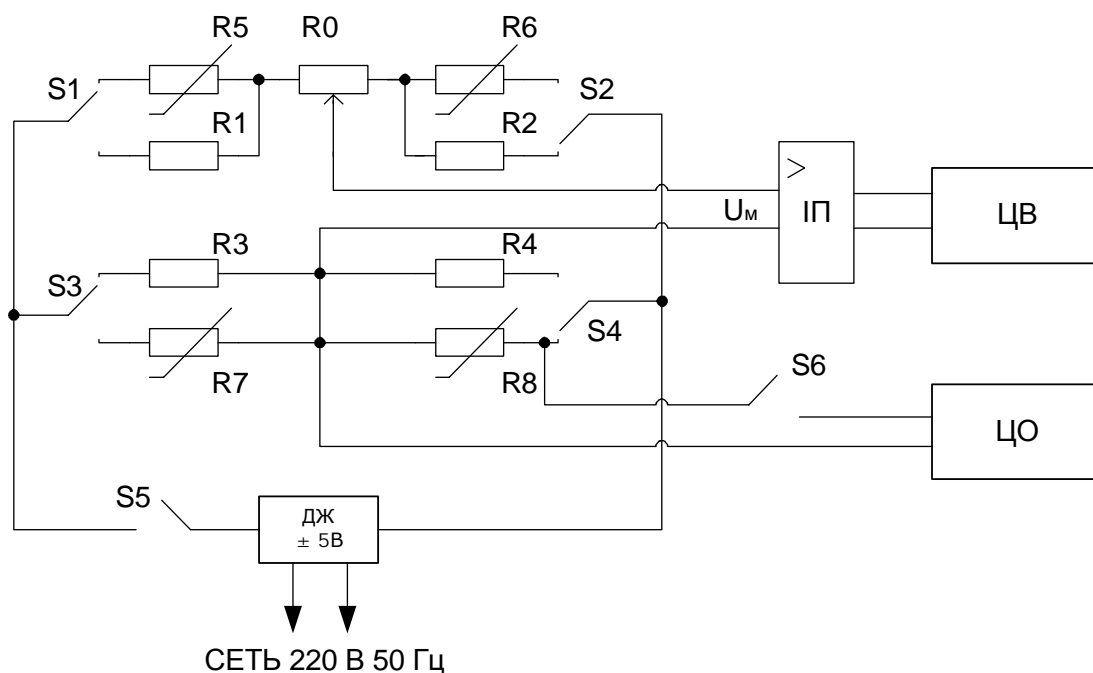 R5 R0 R6
S1 S2
R1 R2
>
Uм ІП ЦВ
R3 R4
S3 S4
R7 R8 S6
ЦО
S5 ДЖ
± 5В
СЕТЬ 220 В 50 Гц